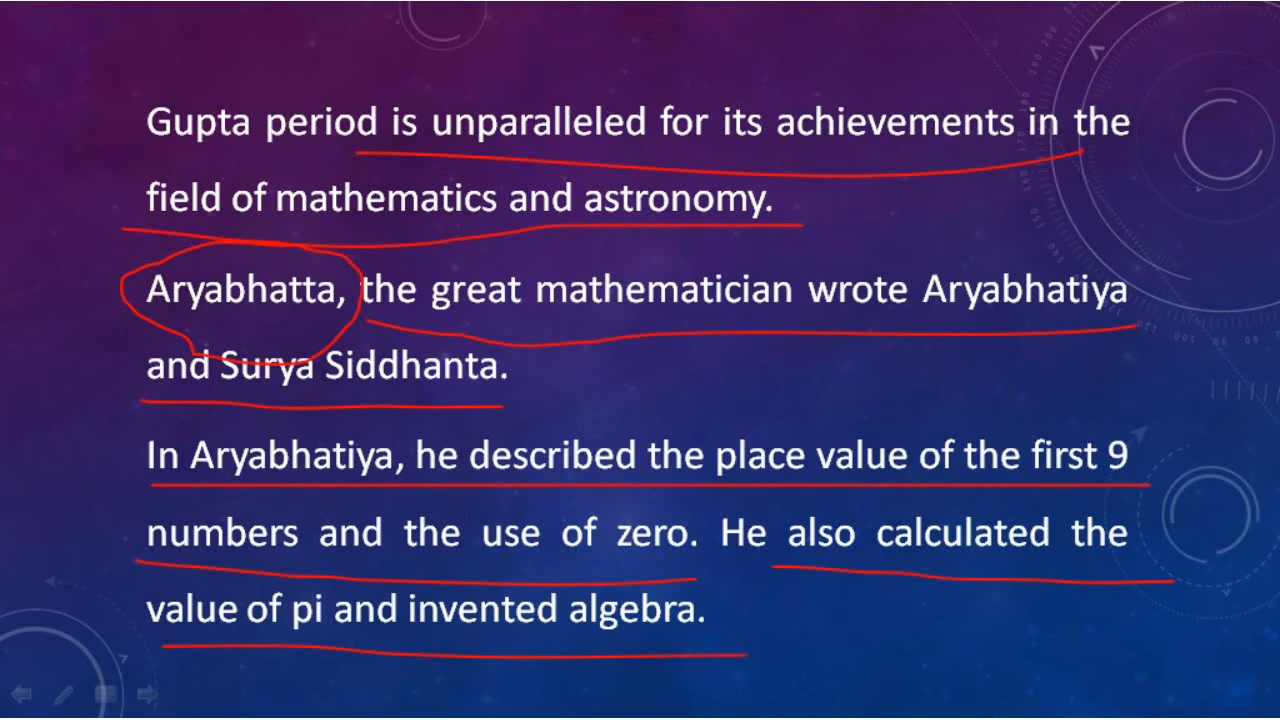 Gupta period is unparalleled for its achievements in the
field of mathematics and astronomy.
Aryabhatta, the great mathematician wrote Aryabhatiya
and Surya Siddhanta.
In Aryabhatiya, he described the place value of the first 9
numbers and the use of zero. He also calculated the
value of pi and invented algebra.